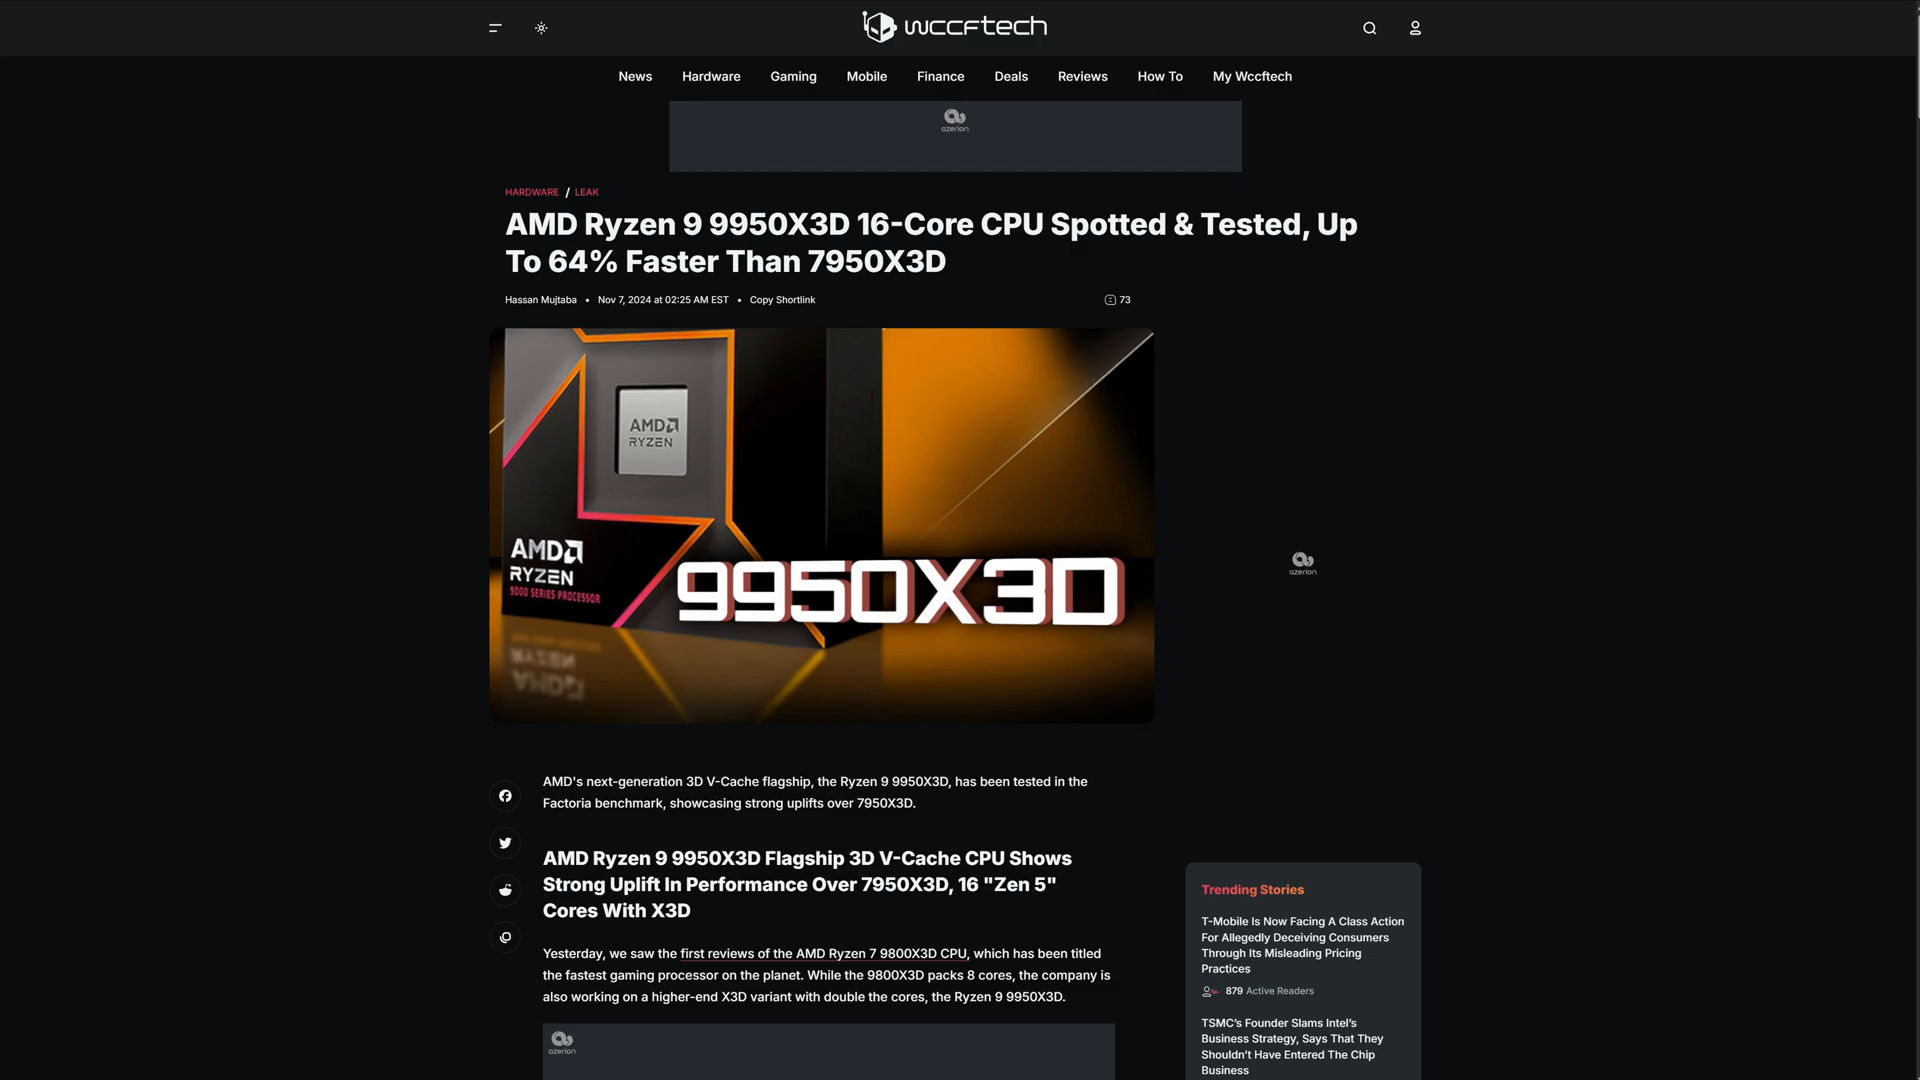 wccftech
News Hardware Gaming Mobile Finance Deals Reviews How To My Wccftech
azerion
HARDWARE / LEAK
AMD Ryzen 9 9950X3D 16-Core CPU Spotted & Tested, Up
To 64% Faster Than 7950X3D
Hassan Mujtaba • Nov 7, 2024 at 02:25 AM EST • Copy Shortlink 73
AMD
RYZEN
AMD
RYZEN
9000 SERIES PROCESSOR
9950X3D
azerion
AMD's next-generation 3D V-Cache flagship, the Ryzen 9 9950X3D, has been tested in the
Factoria benchmark, showcasing strong uplifts over 7950X3D.
AMD Ryzen 9 9950X3D Flagship 3D V-Cache CPU Shows
Strong Uplift In Performance Over 7950X3D, 16 "Zen 5"
Cores With X3D
Yesterday, we saw the first reviews of the AMD Ryzen 7 9800X3D CPU, which has been titled
the fastest gaming processor on the planet. While the 9800X3D packs 8 cores, the company is
also working on a higher-end X3D variant with double the cores, the Ryzen 9 9950X3D.
azerion
Trending Stories
T-Mobile Is Now Facing A Class Action
For Allegedly Deceiving Consumers
Through Its Misleading Pricing
Practices
879 Active Readers
TSMC's Founder Slams Intel's
Business Strategy, Says That They
Shouldn't Have Entered The Chip
Business